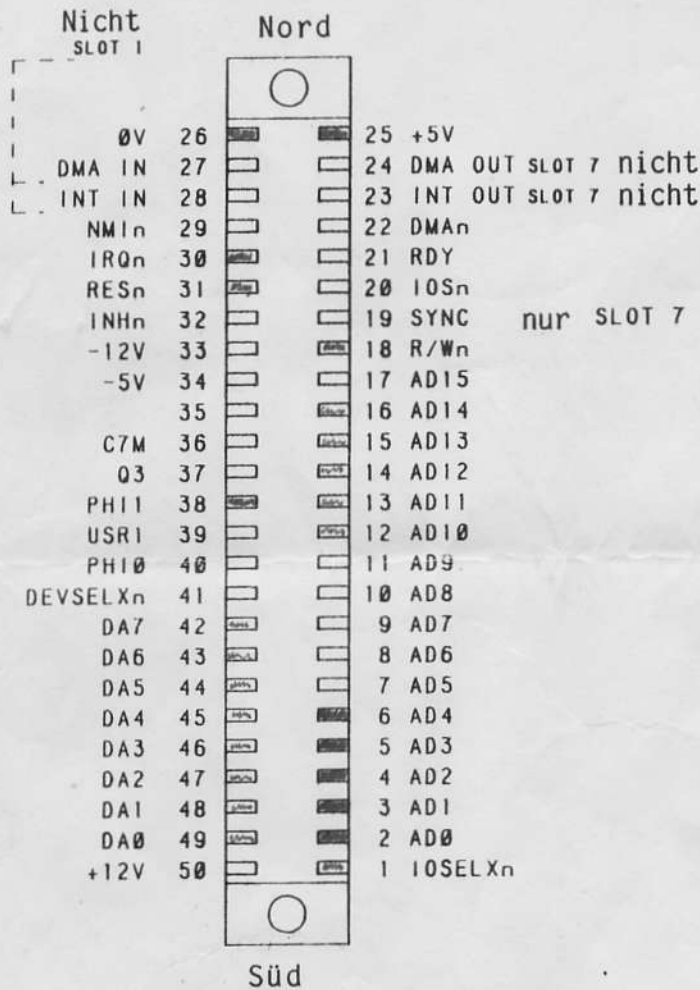 Nicht
SLOT 1
Nord
ØV 26 25 +5V
DMA IN 27 24 DMA OUT SLOT 7 nicht
INT IN 28 23 INT OUT SLOT 7 nicht
NMIn 29 22 DMAn
IRQn 30 21 RDY
RESn 31 20 IOSn
INHn 32 19 SYNC nur SLOT 7
-12V 33 18 R/Wn
-5V 34 17 AD15
35 16 AD14
C7M 36 15 AD13
Q3 37 14 AD12
PHI1 38 13 AD11
USR1 39 12 AD1Ø
PHIØ 40 11 AD9
DEVSELXn 41 10 AD8
DA7 42 9 AD7
DA6 43 8 AD6
DA5 44 7 AD5
DA4 45 6 AD4
DA3 46 5 AD3
DA2 47 4 AD2
DA1 48 3 AD1
DAØ 49 2 ADØ
+12V 50 1 IOSELXn
Süd